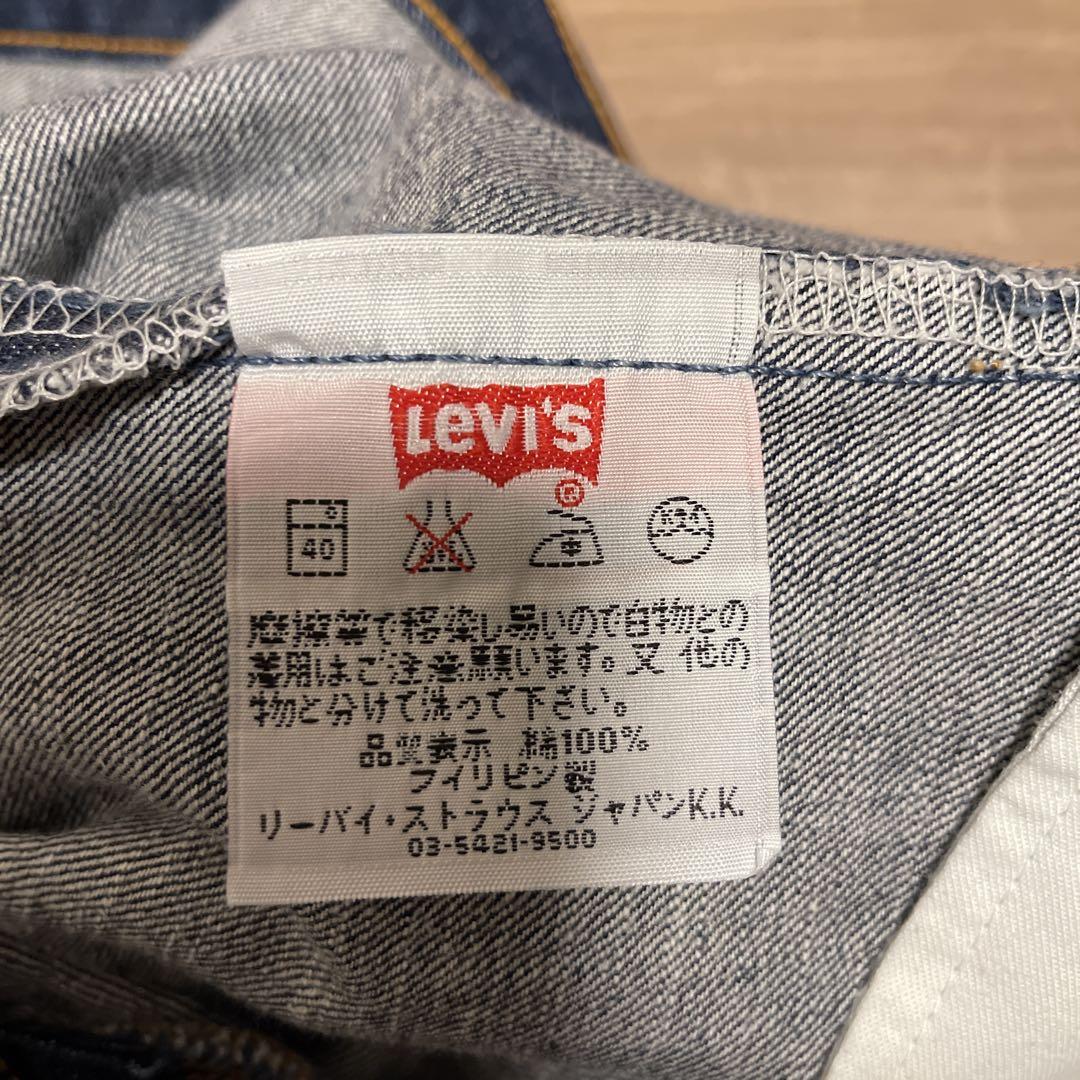 Levi's
®
40
摩擦等で移染し易いので白物との
着用はご注意願います。又 他の
物と分けて洗って下さい。
品質表示 綿100%
フィリピン製
リーバイ・ストラウス ジャパンK.K.
03-5421-9500